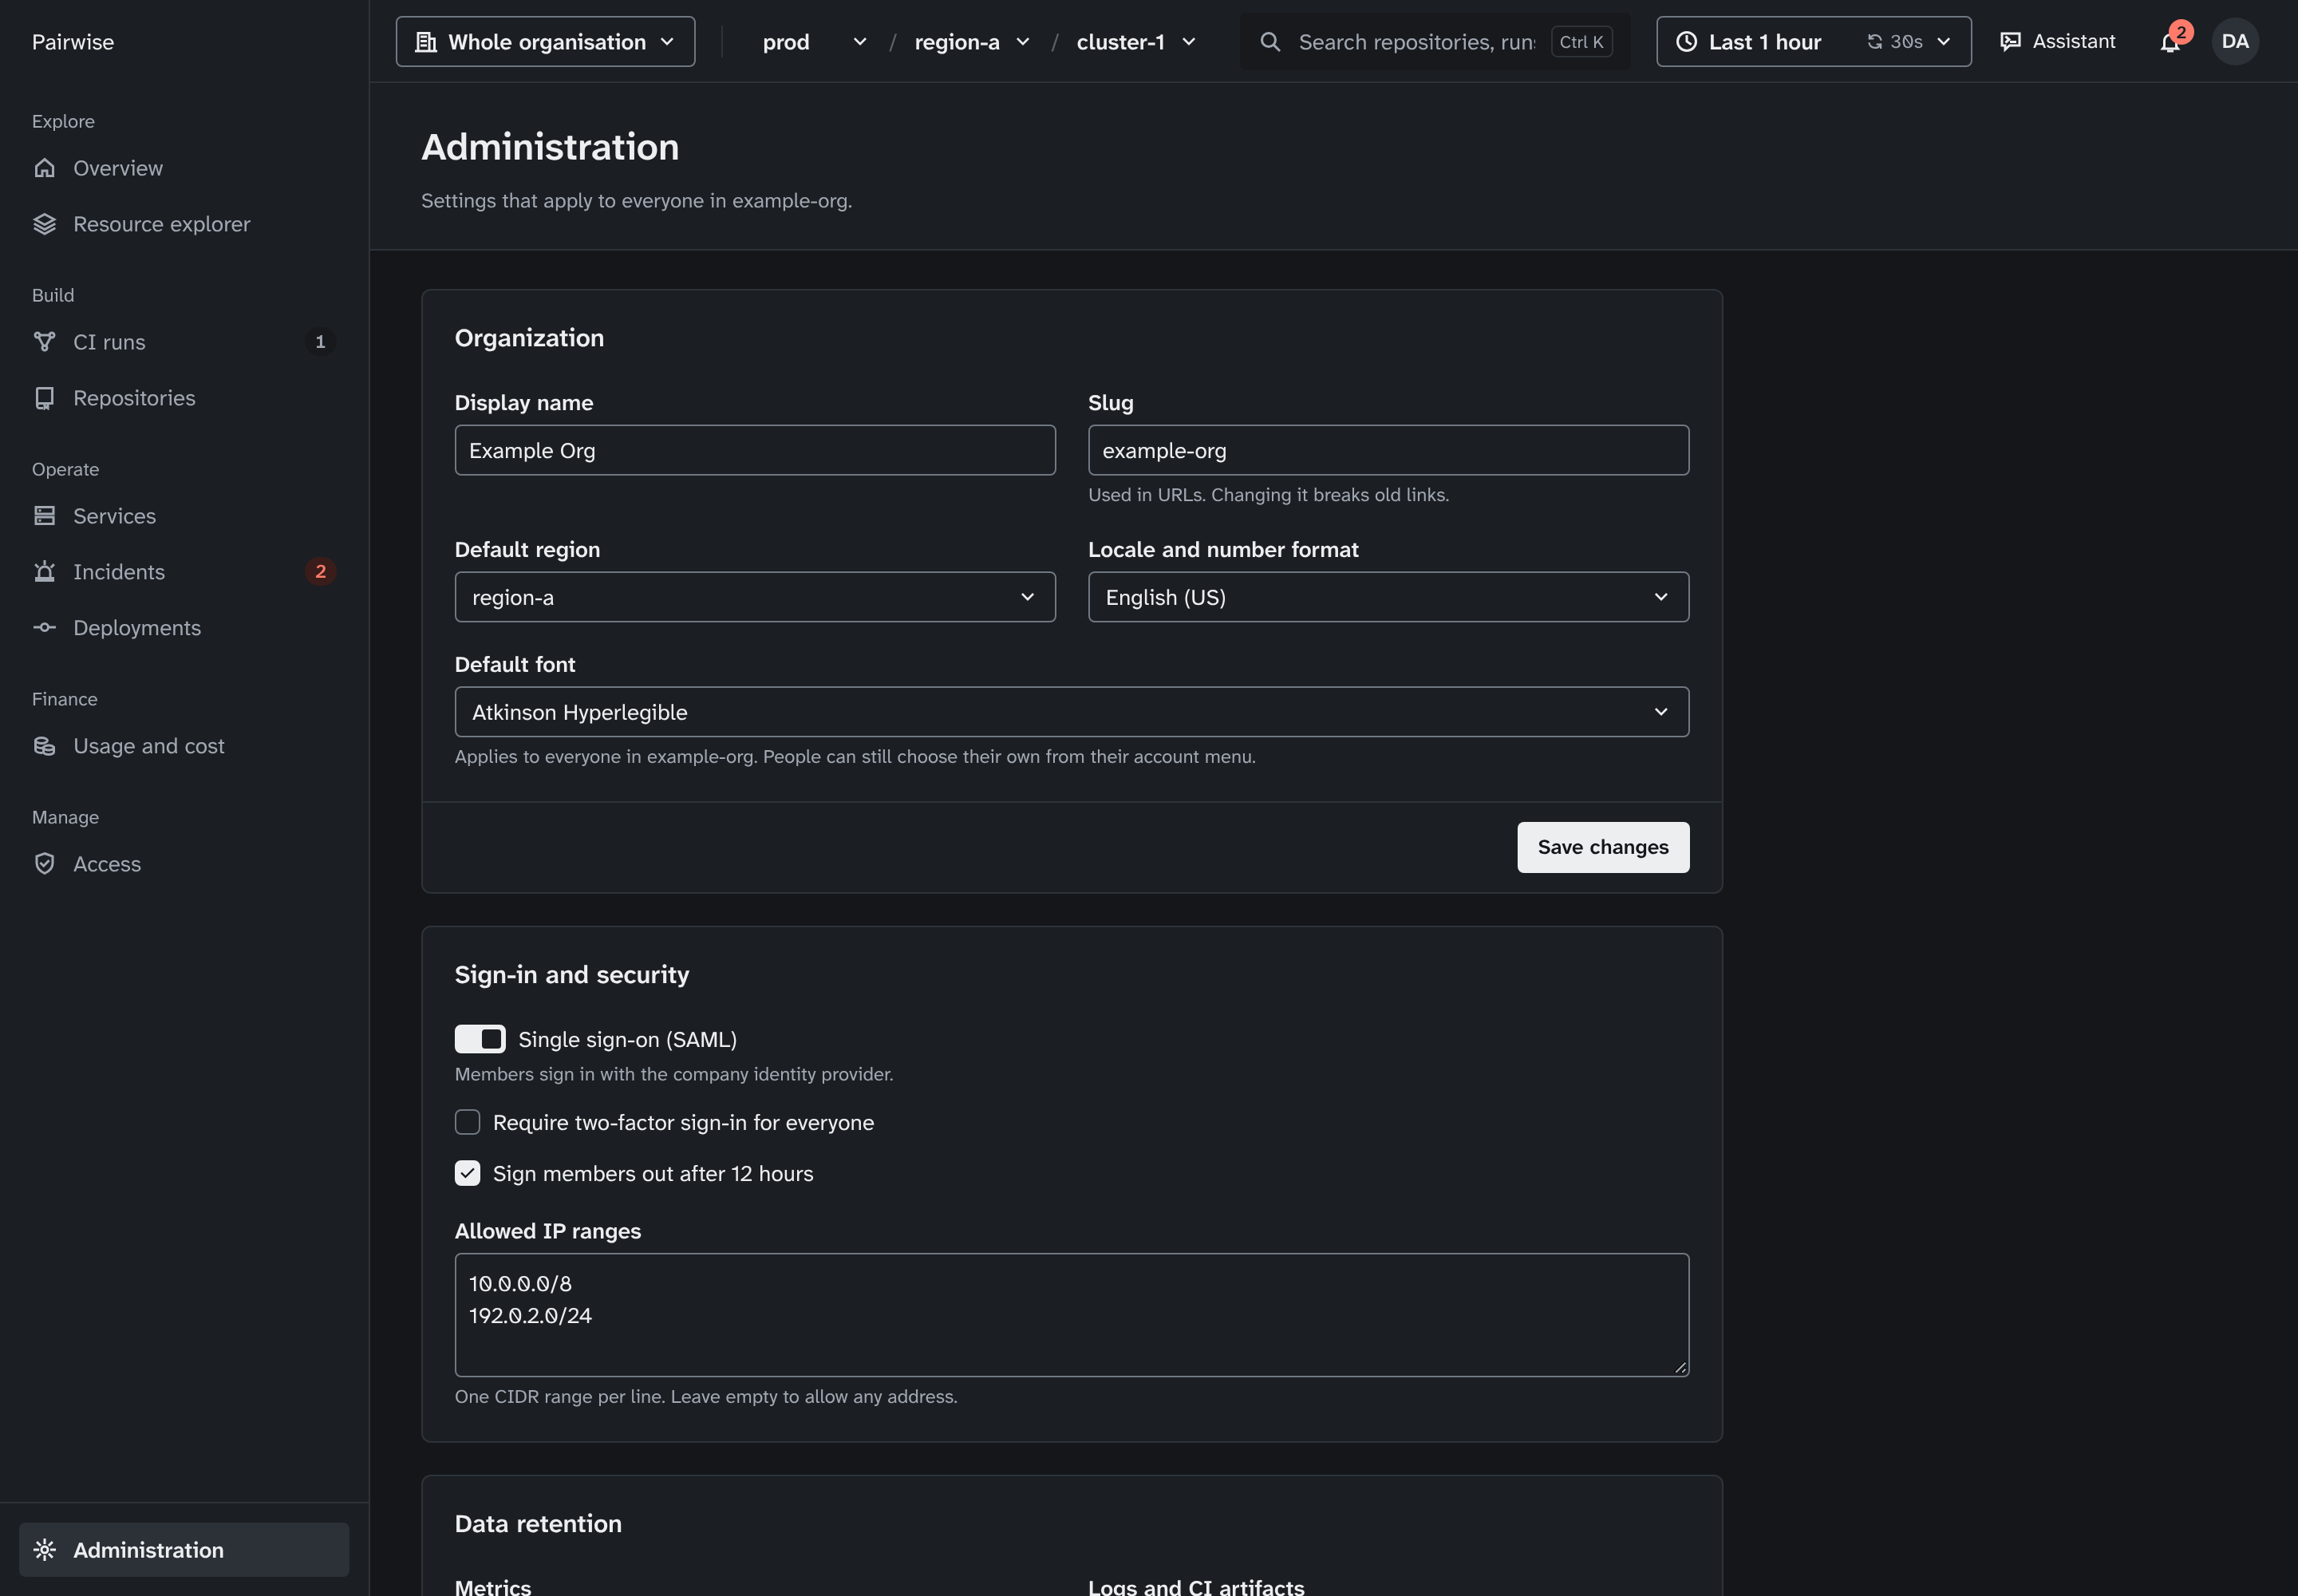 Pairwise
Whole organisation
prod / region-a / cluster-1
Search repositories, run
Ctrl K
Last 1 hour
30s
Assistant
2
DA
Explore
Overview
Resource explorer
Build
CI runs 1
Repositories
Operate
Services
Incidents 2
Deployments
Finance
Usage and cost
Manage
Access
Administration
Administration
Settings that apply to everyone in example-org.
Organization
Display name
Example Org
Slug
example-org
Used in URLs. Changing it breaks old links.
Default region
region-a
Locale and number format
English (US)
Default font
Atkinson Hyperlegible
Applies to everyone in example-org. People can still choose their own from their account menu.
Save changes
Sign-in and security
Single sign-on (SAML)
Members sign in with the company identity provider.
Require two-factor sign-in for everyone
Sign members out after 12 hours
Allowed IP ranges
10.0.0.0/8
192.0.2.0/24
One CIDR range per line. Leave empty to allow any address.
Data retention
Metrics
Logs and CI artifacts